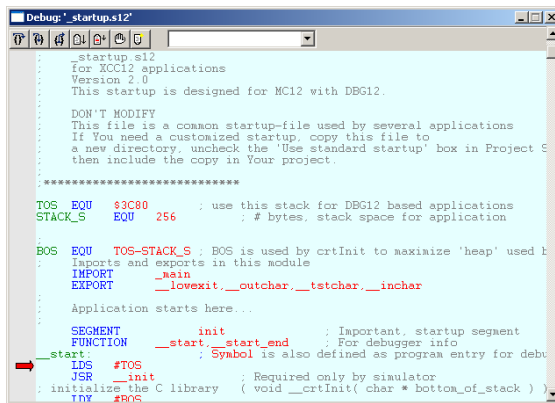 Debug: '_startup.s12'
; _startup.s12
; for XCC12 applications
; Version 2.0
; This startup is designed for MC12 with DBG12.
;
; DON'T MODIFY
; This file is a common startup-file used by several applications
; If You need a customized startup, copy this file to
; a new directory, uncheck the 'Use standard startup' box in Project S
; then include the copy in Your project.
;
;****************************
TOS EQU $3C80 ; use this stack for DBG12 based applications
STACK_S EQU 256 ; # bytes, stack space for application
;
BOS EQU TOS-STACK_S ; BOS is used by crtInit to maximize 'heap' used b
; Imports and exports in this module
IMPORT _main
EXPORT __lowexit,__outchar,__tstchar,__inchar
;
; Application starts here...
;
SEGMENT init ; Important, startup segment
FUNCTION __start,__start_end ; For debugger info
__start: ; Symbol is also defined as program entry for debu
LDS #TOS
JSR __init ; Required only by simulator
; initialize the C library ( void __crtInit( char * bottom_of_stack ) )
LDX #BOS